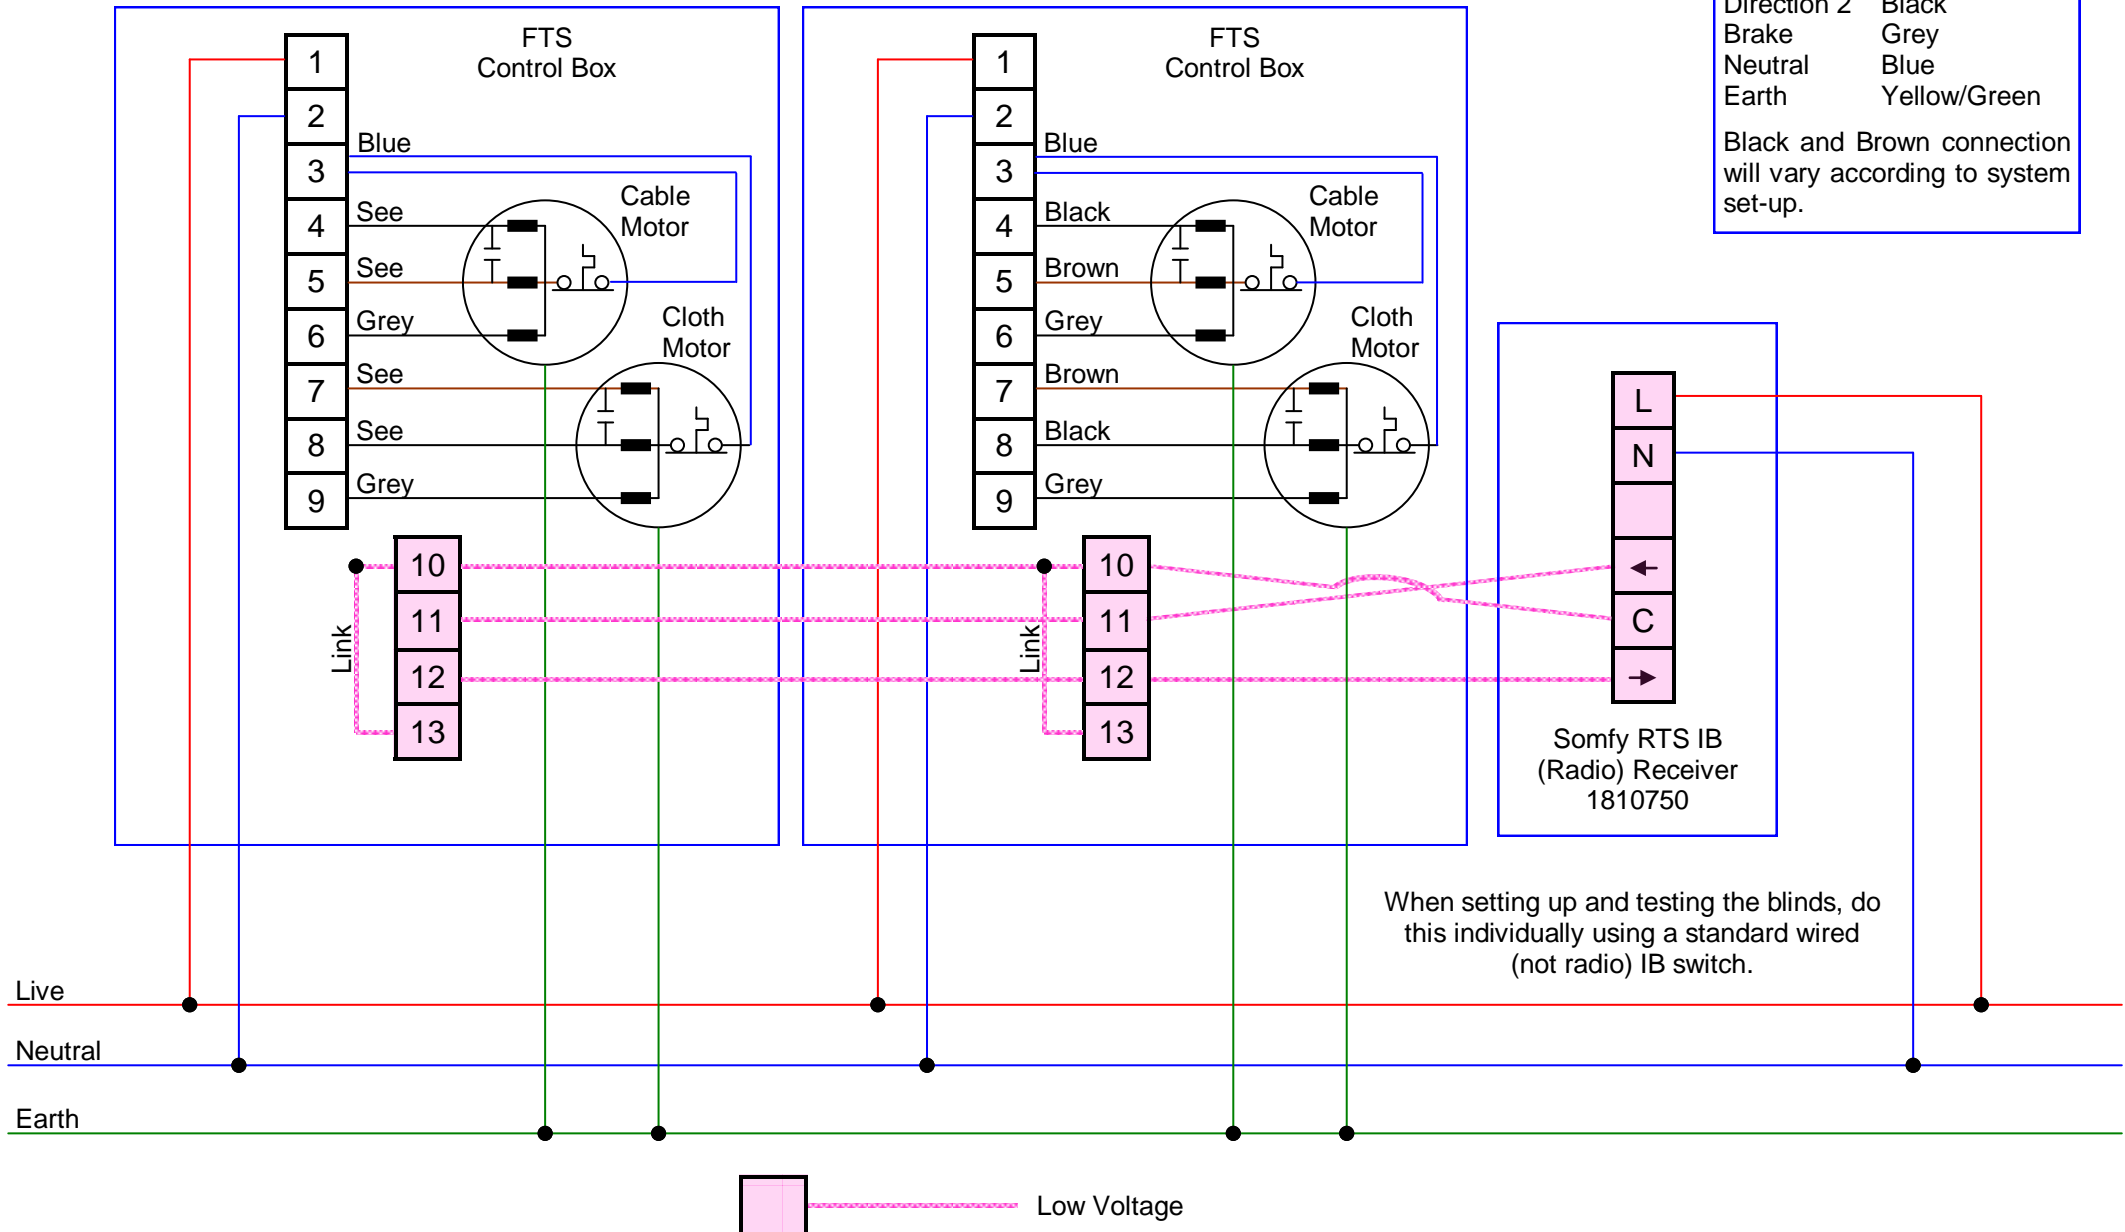 FTS
Control Box
1
2
3
4
5
6
7
8
9
Blue
See
See
Grey
See
See
Grey
Cable
Motor
Cloth
Motor
10
11
12
13
Link
FTS
Control Box
1
2
3
4
5
6
7
8
9
Blue
Black
Brown
Grey
Brown
Black
Grey
Cable
Motor
Cloth
Motor
10
11
12
13
Link
Direction 2 Black
Brake Grey
Neutral Blue
Earth Yellow/Green
Black and Brown connection
will vary according to system
set-up.
L
N
←
C
→
Somfy RTS IB
(Radio) Receiver
1810750
When setting up and testing the blinds, do
this individually using a standard wired
(not radio) IB switch.
Live
Neutral
Earth
Low Voltage